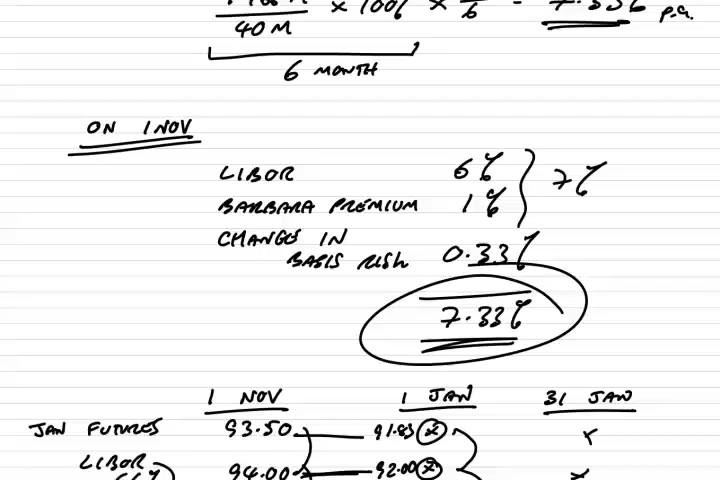 × 100% ×
40 M 6 = 7.33% p.a.
6 MONTH
ON 1 NOV
LIBOR 6% 7%
BARBARA PREMIUM 1%
CHANGES IN
BASIS RISK 0.33%
7.33%
1 NOV 1 JAN 31 JAN
JAN FUTURES 93.50 91.83 x
LIBOR 94.00 92.00 x